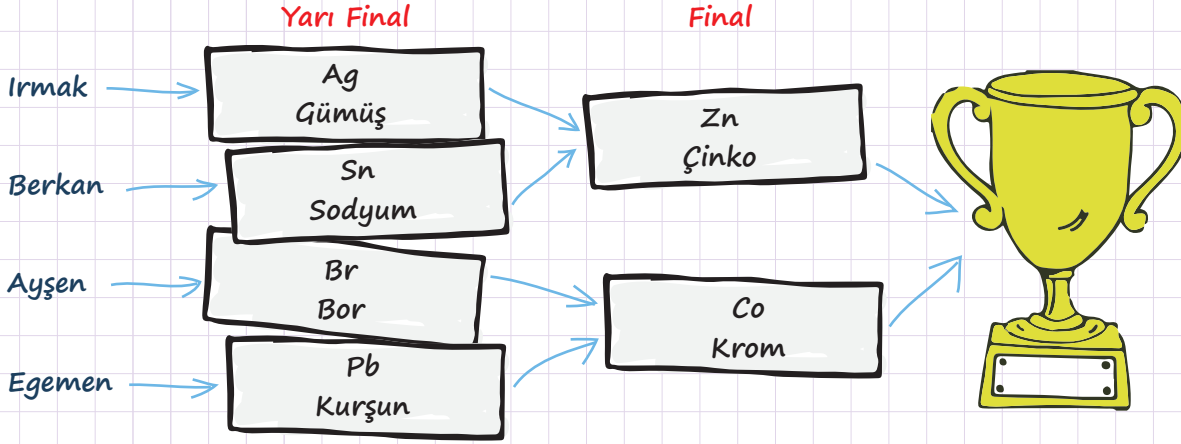 Yarı Final
Final
Irmak
Ag
Gümüş
Berkan
Sn
Sodyum
Ayşen
Br
Bor
Egemen
Pb
Kurşun
Zn
Çinko
Co
Krom